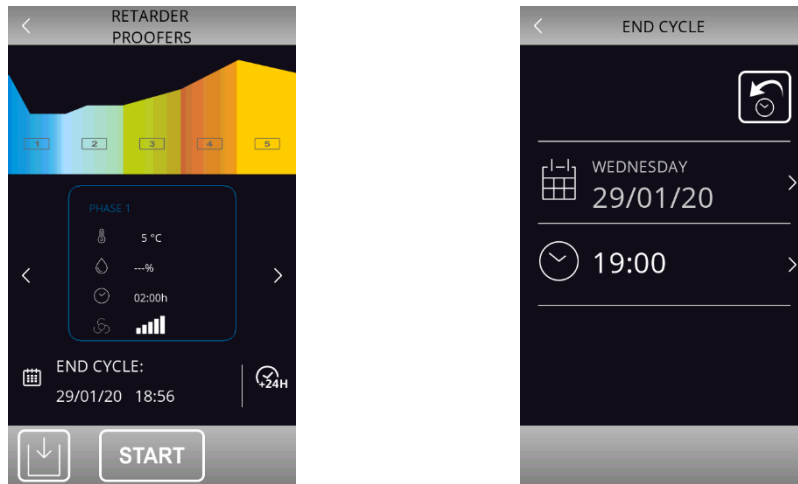 RETARDER
PROOFERS
1 2 3 4 5
PHASE 1
5 °C
---%
02:00h
END CYCLE:
29/01/20 18:56
+24H
START
END CYCLE
WEDNESDAY
29/01/20
19:00